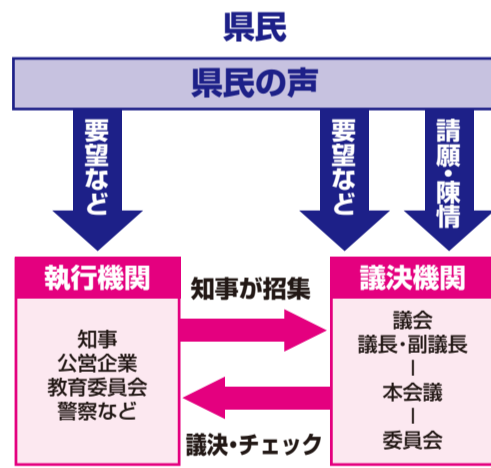 県民
県民の声
要望など
要望など
請願・陳情
執行機関
知事
公営企業
教育委員会
警察など
知事が招集
議決・チェック
議決機関
議会
議長・副議長
本会議
委員会